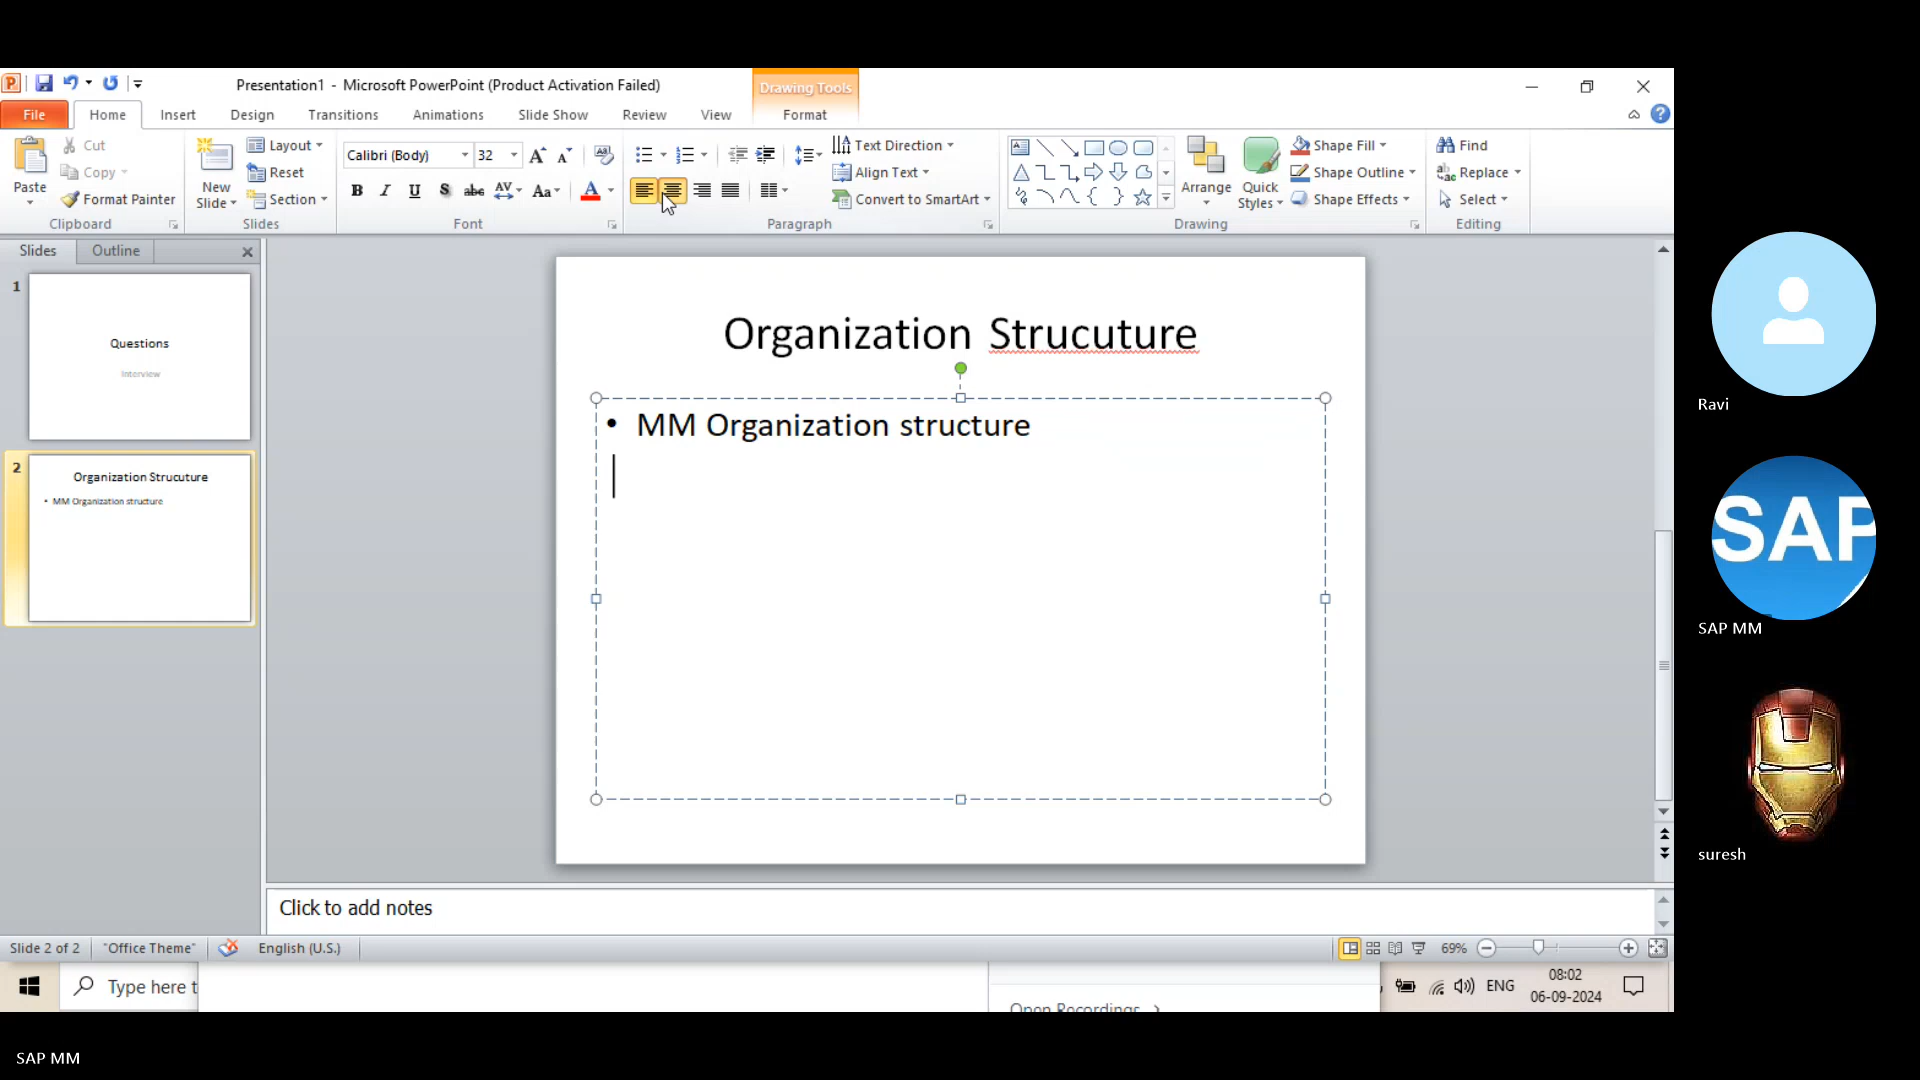 Presentation1 - Microsoft PowerPoint (Product Activation Failed)
Drawing Tools
File
Home
Insert
Design
Transitions
Animations
Slide Show
Review
View
Format
Paste
Cut
Copy
Format Painter
Clipboard
New
Slide
Layout
Reset
Section
Slides
Calibri (Body)
32
Font
Paragraph
Text Direction
Align Text
Convert to SmartArt
Arrange
Quick
Styles
Shape Fill
Shape Outline
Shape Effects
Drawing
Find
Replace
Select
Editing
Slides
Outline
1
Questions
Interview
2
Organization Strucuture
• MM Organization structure
Organization Strucuture
• MM Organization structure
Click to add notes
Slide 2 of 2
"Office Theme"
English (U.S.)
69%
Type here t
Open Recordings
ENG
08:02
06-09-2024
Ravi
SAP
SAP MM
suresh
SAP MM